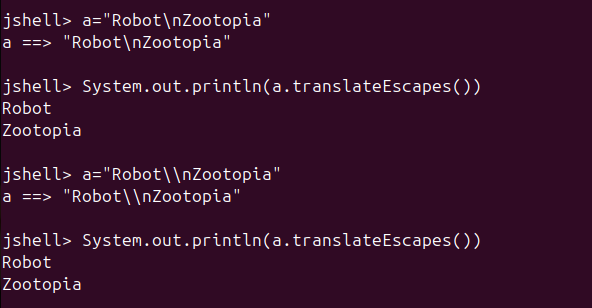 jshell> a="Robot\nZootopia"
a ==> "Robot\nZootopia"
jshell> System.out.println(a.translateEscapes())
Robot
Zootopia
jshell> a="Robot\\nZootopia"
a ==> "Robot\\nZootopia"
jshell> System.out.println(a.translateEscapes())
Robot
Zootopia